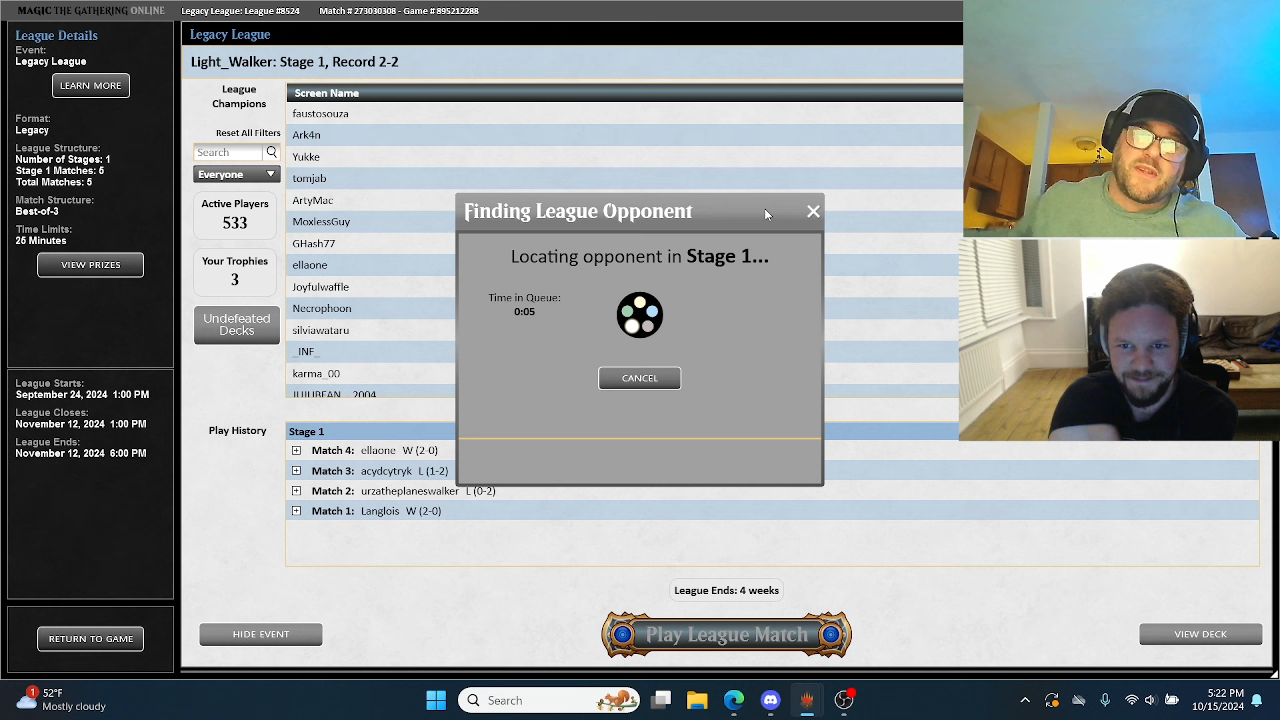 MAGIC THE GATHERING ONLINE
Legacy League: League #8524
Match # 273030308 - Game # 895212288
League Details
Event:
Legacy League
LEARN MORE
Format:
Legacy
League Structure:
Number of Stages: 1
Stage 1 Matches: 5
Total Matches: 5
Match Structure:
Best-of-3
Time Limits:
25 Minutes
VIEW PRIZES
League Starts:
September 24, 2024 1:00 PM
League Closes:
November 12, 2024 1:00 PM
League Ends:
November 12, 2024 6:00 PM
RETURN TO GAME
Legacy League
Light_Walker: Stage 1, Record 2-2
League
Champions
Reset All Filters
Search
Everyone
Active Players
533
Your Trophies
3
Undefeated
Decks
Screen Name
faustosouza
Ark4n
Yukke
tomjab
ArtyMac
MoxlessGuy
GHash77
ellaone
Joyfulwaffle
Necrophoon
silviawataru
_INF_
karma_00
Finding League Opponent
Locating opponent in Stage 1...
Time in Queue:
0:05
CANCEL
Play History
Stage 1
Match 4: ellaone W (2-0)
Match 3: acydcytryk L (1-2)
Match 2: urzatheplaneswalker L (0-2)
Match 1: Langlois W (2-0)
League Ends: 4 weeks
HIDE EVENT
Play League Match
VIEW DECK
1
52°F
Mostly cloudy
Search
5:22 PM
10/15/2024